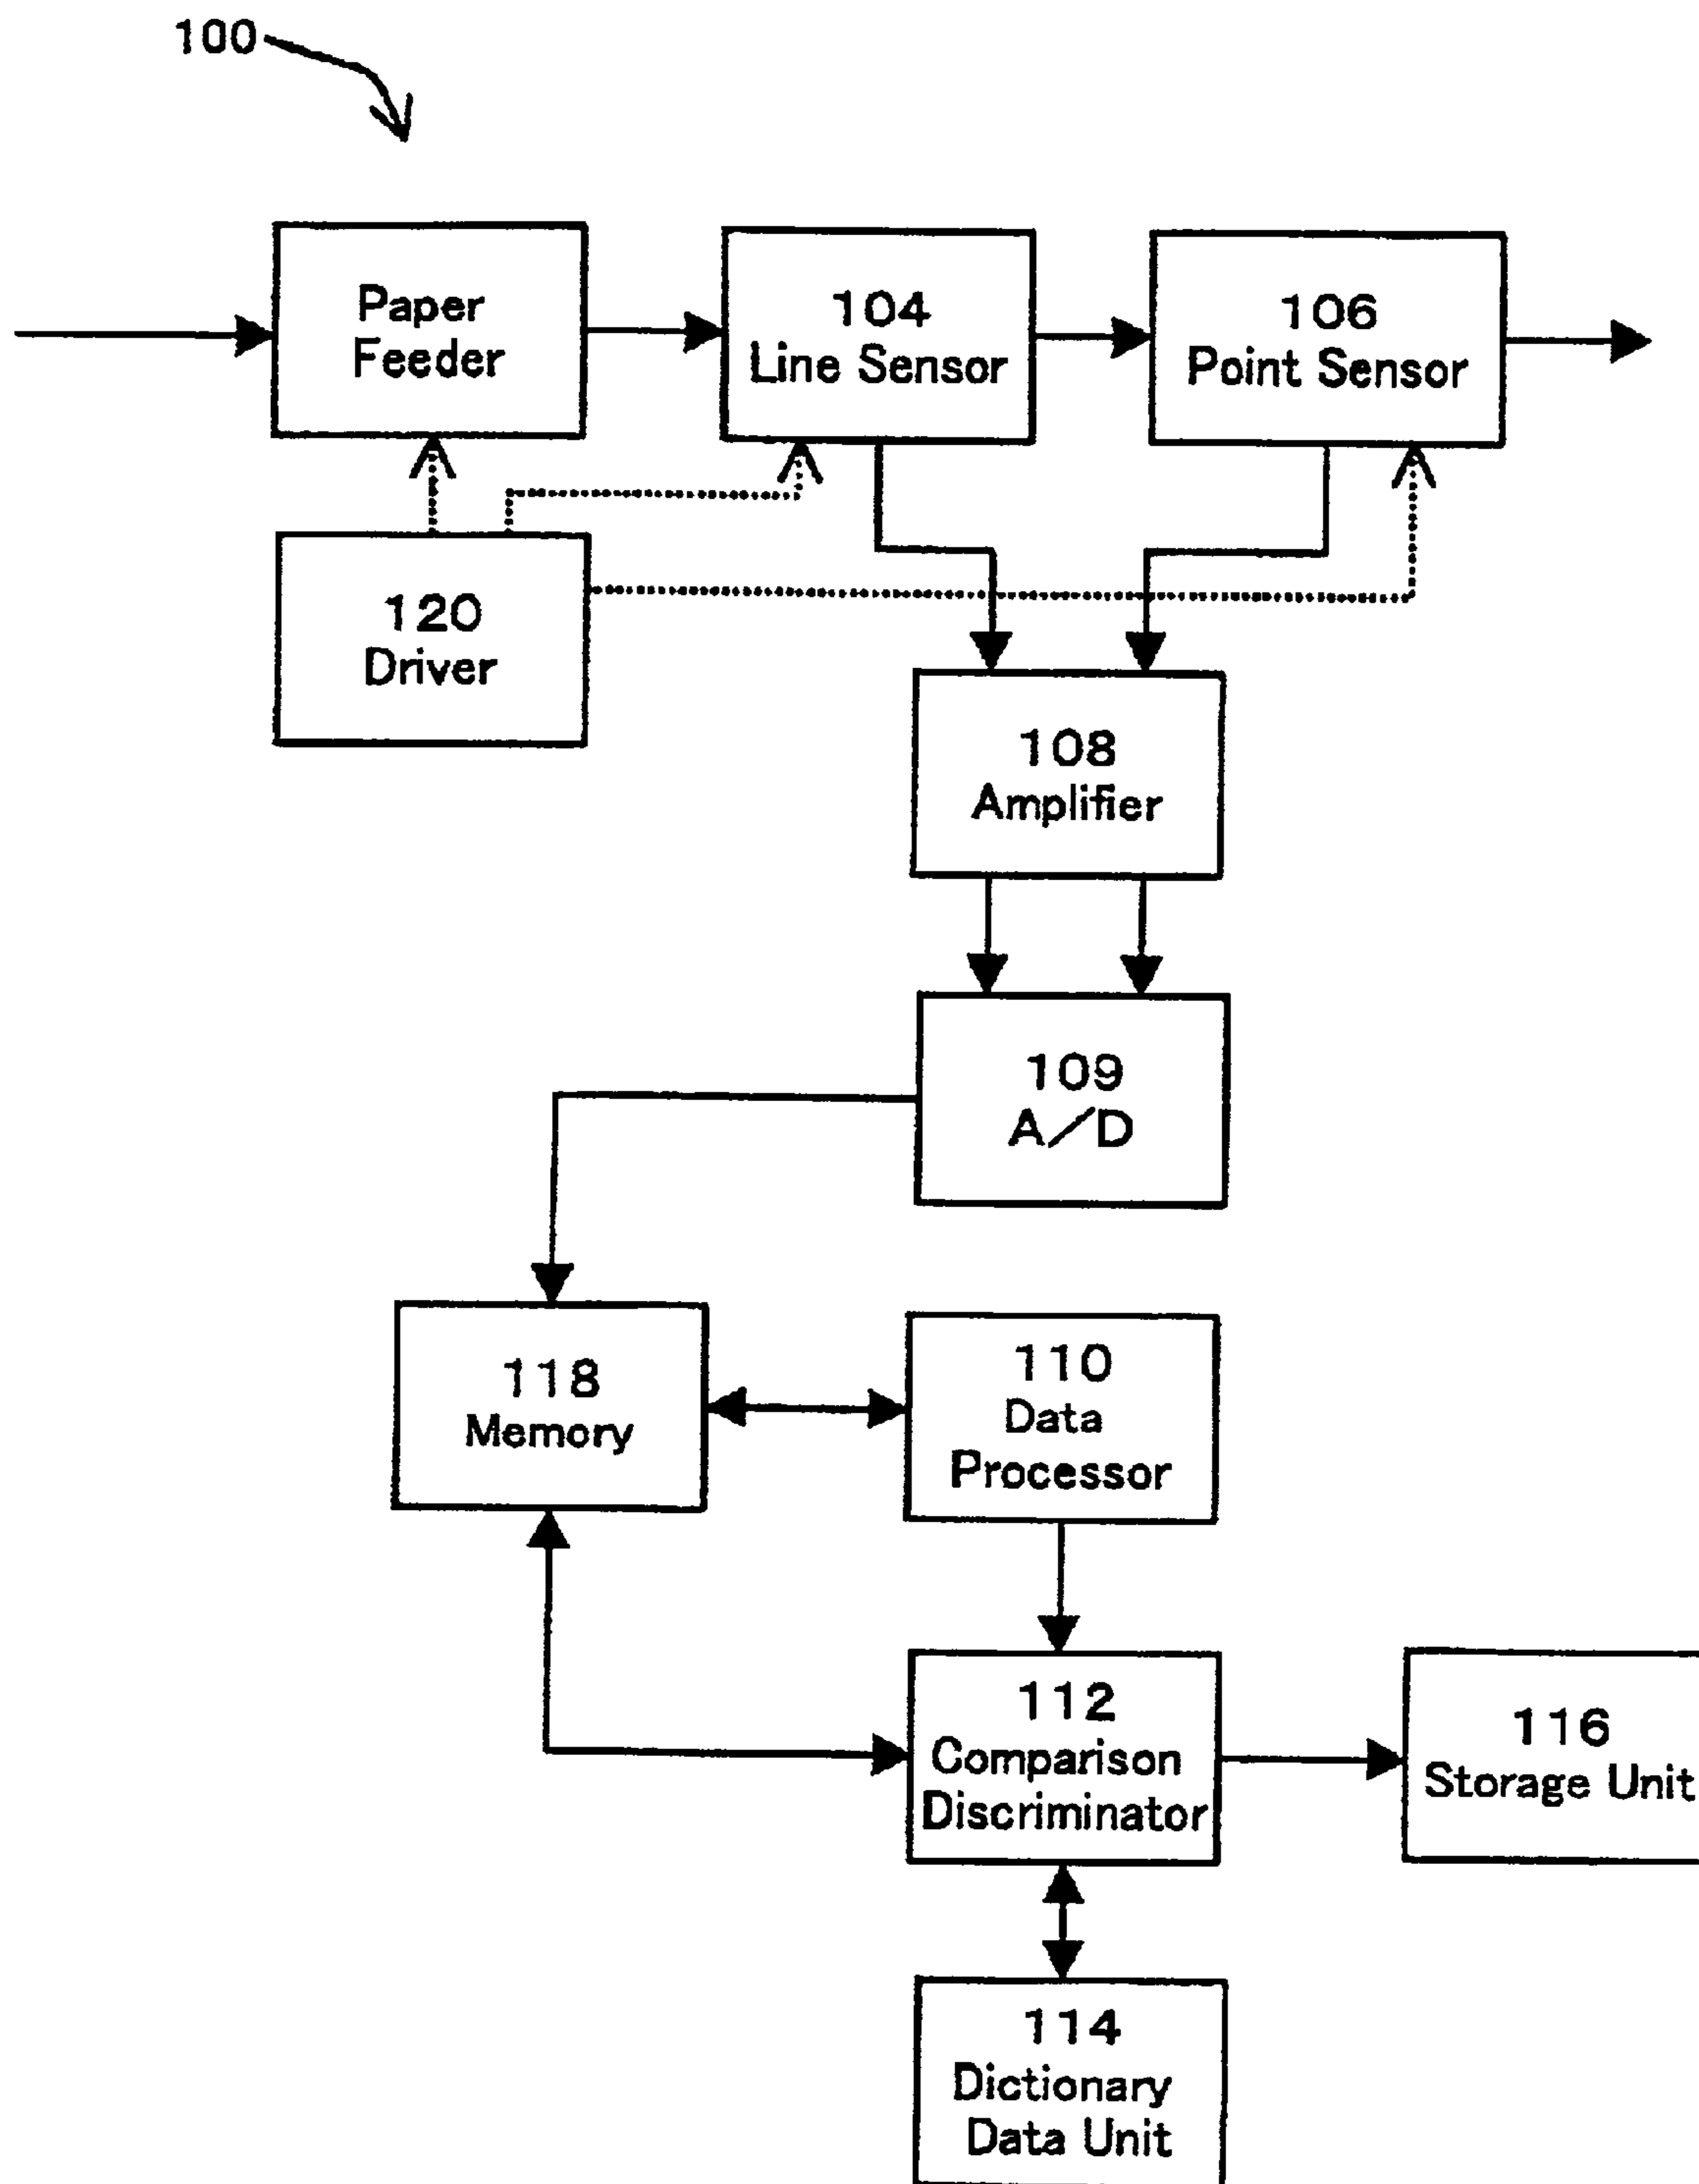 100
Paper
Feeder
104
Line Sensor
106
Point Sensor
120
Driver
108
Amplifier
109
A/D
118
Memory
110
Data
Processor
112
Comparison
Discriminator
116
Storage Unit
114
Dictionary
Data Unit